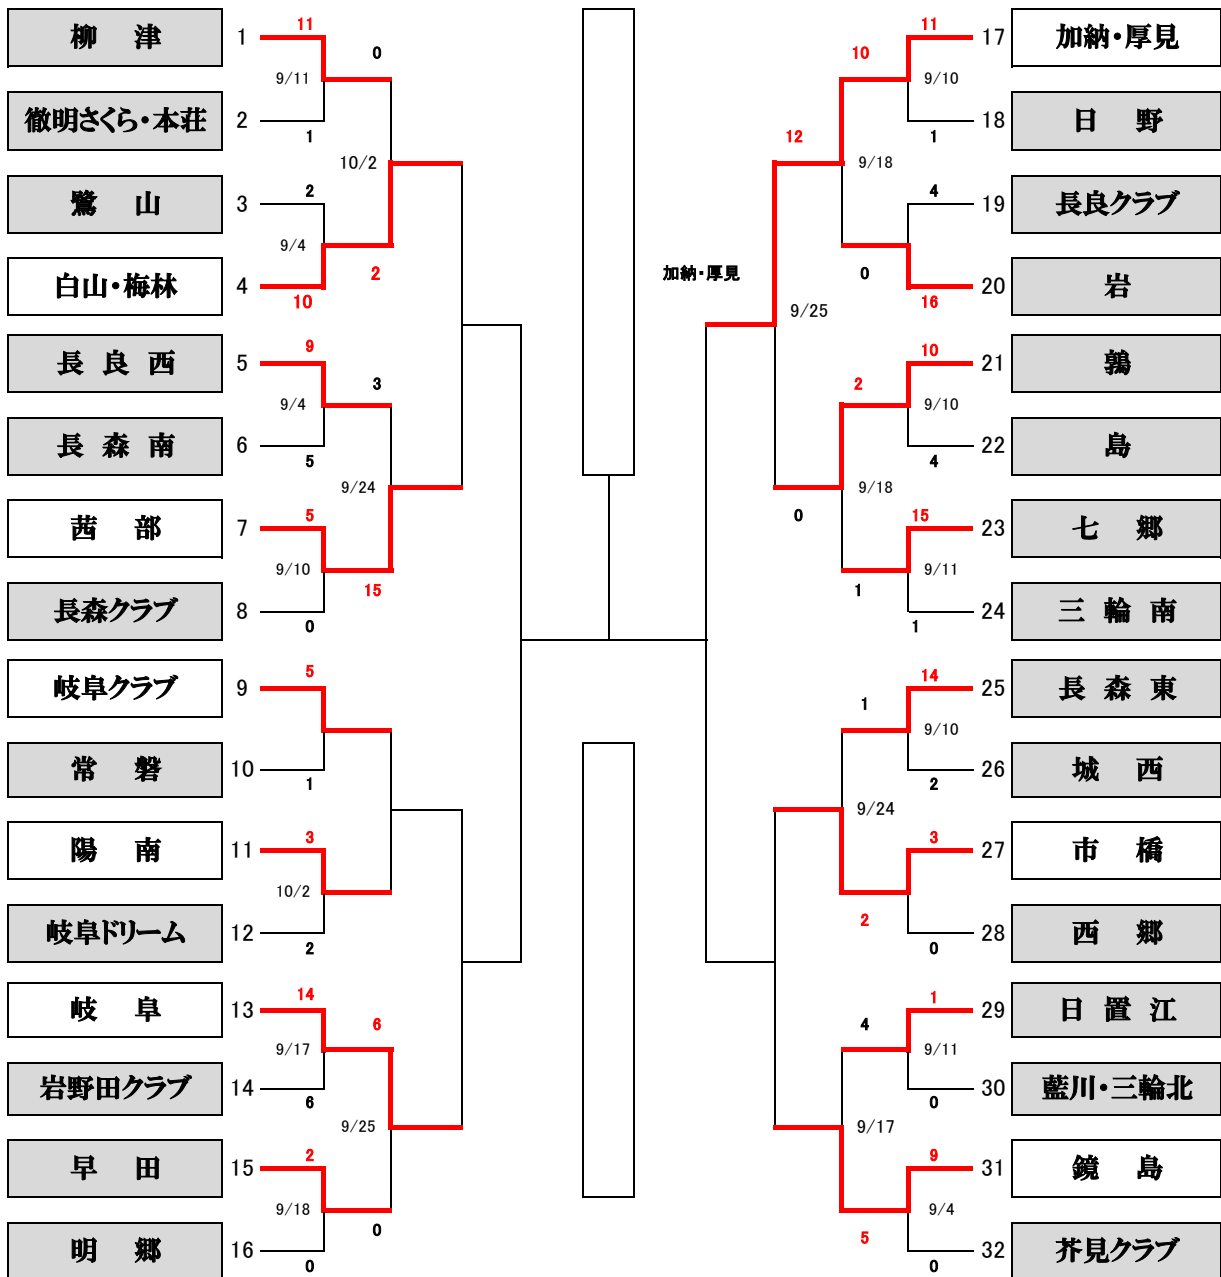 柳 津 1 11
9/11
0
徹明さくら・本荘 2 1
10/2
鷺 山 3 2
9/4
白山・梅林 4 10
2
長 良 西 5 9
9/4
3
長 森 南 6 5
9/24
茜 部 7 5
9/10
15
長森クラブ 8 0
岐阜クラブ 9 5
常 磐 10 1
陽 南 11 3
10/2
岐阜ドリーム 12 2
岐 阜 13 14
9/17
6
岩野田クラブ 14 6
9/25
早 田 15 2
9/18
0
明 郷 16 0
11 17 加納・厚見
10
9/10
1 18 日 野
12
9/18
4 19 長良クラブ
加納・厚見
0
16 20 岩
9/25
10 21 鶉
2
9/10
4 22 島
9/18
0
15 23 七 郷
9/11
1
1 24 三 輪 南
14 25 長 森 東
1
9/10
2 26 城 西
9/24
3 27 市 橋
2
0 28 西 郷
1 29 日 置 江
4
9/11
0 30 藍川・三輪北
9/17
9 31 鏡 島
9/4
5
0 32 芥見クラブ